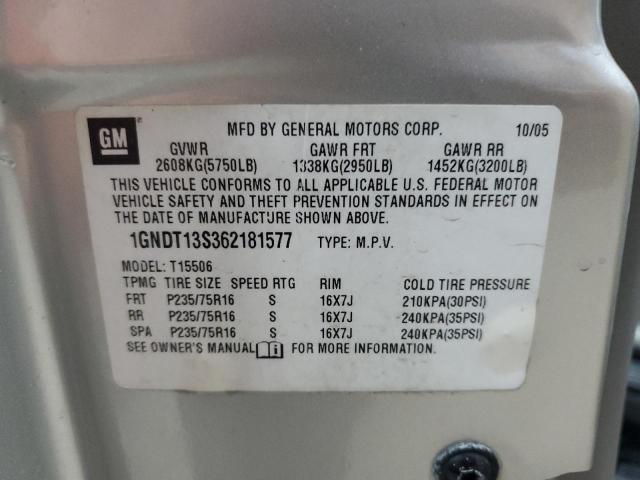 GM
MFD BY GENERAL MOTORS CORP. 10/05
GVWR GAWR FRT GAWR RR
2608KG(5750LB) 1338KG(2950LB) 1452KG(3200LB)
THIS VEHICLE CONFORMS TO ALL APPLICABLE U.S. FEDERAL MOTOR
VEHICLE SAFETY AND THEFT PREVENTION STANDARDS IN EFFECT ON
THE DATE OF MANUFACTURE SHOWN ABOVE.
1GNDT13S362181577 TYPE: M.P.V.
MODEL: T15506
TPMG TIRE SIZE SPEED RTG RIM COLD TIRE PRESSURE
FRT P235/75R16 S 16X7J 210KPA(30PSI)
RR P235/75R16 S 16X7J 240KPA(35PSI)
SPA P235/75R16 S 16X7J 240KPA(35PSI)
SEE OWNER'S MANUAL FOR MORE INFORMATION.